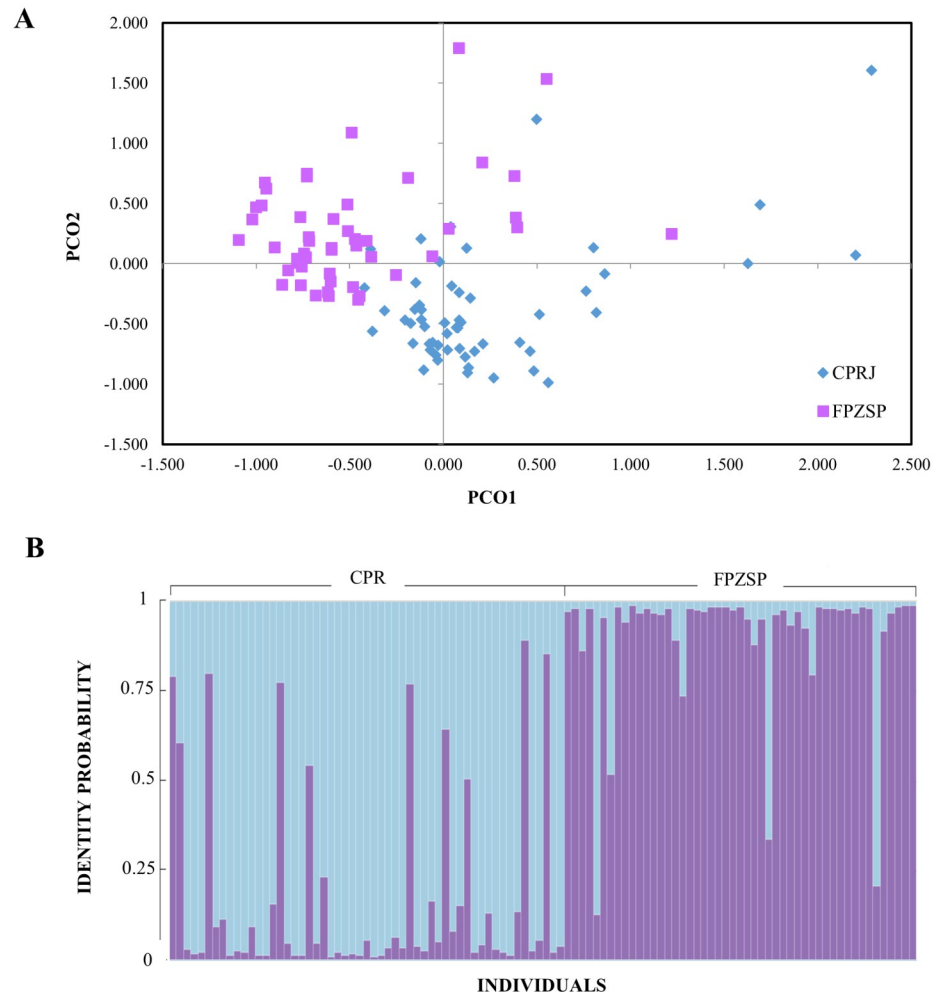 A
2.000
1.500
1.000
0.500
0.000
-0.500
-1.000
-1.500
PCO2
CPRJ
FPZSP
-1.500 -1.000 -0.500 0.000 0.500 1.000 1.500 2.000 2.500
PCO1
B
CPR FPZSP
1
0.75
0.5
0.25
0
IDENTITY PROBABILITY
INDIVIDUALS